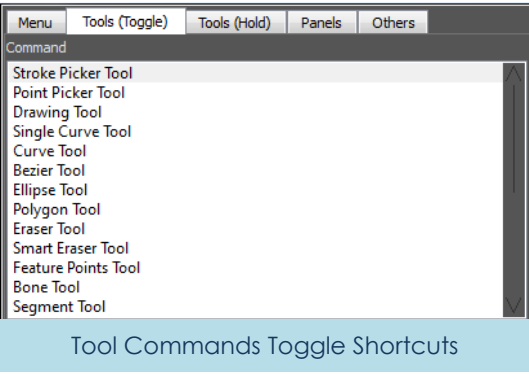 Menu Tools (Toggle) Tools (Hold) Panels Others
Command
Stroke Picker Tool
Point Picker Tool
Drawing Tool
Single Curve Tool
Curve Tool
Bezier Tool
Ellipse Tool
Polygon Tool
Eraser Tool
Smart Eraser Tool
Feature Points Tool
Bone Tool
Segment Tool
Tool Commands Toggle Shortcuts